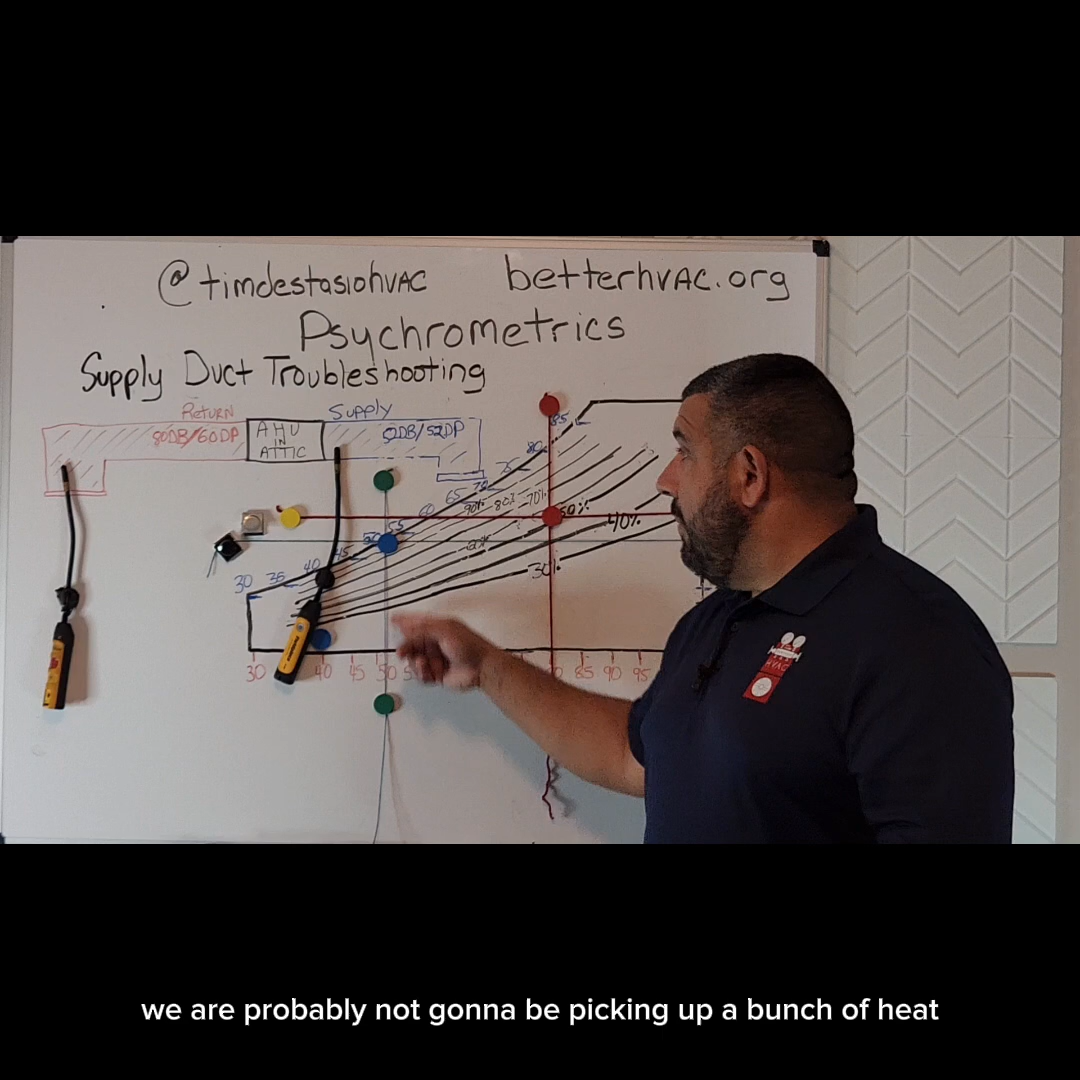 @timdestasiohvac betterhvac.org
Psychrometrics
Supply Duct Troubleshooting
Return
Supply
80DB/60DP
AHU
IN
ATTIC
52DP
85
80
75
70
65
60
55
50
45
40
35
30
90%
80%
70%
50%
40%
30%
30
40
45
50
85
90
95
HVAC
we are probably not gonna be picking up a bunch of heat